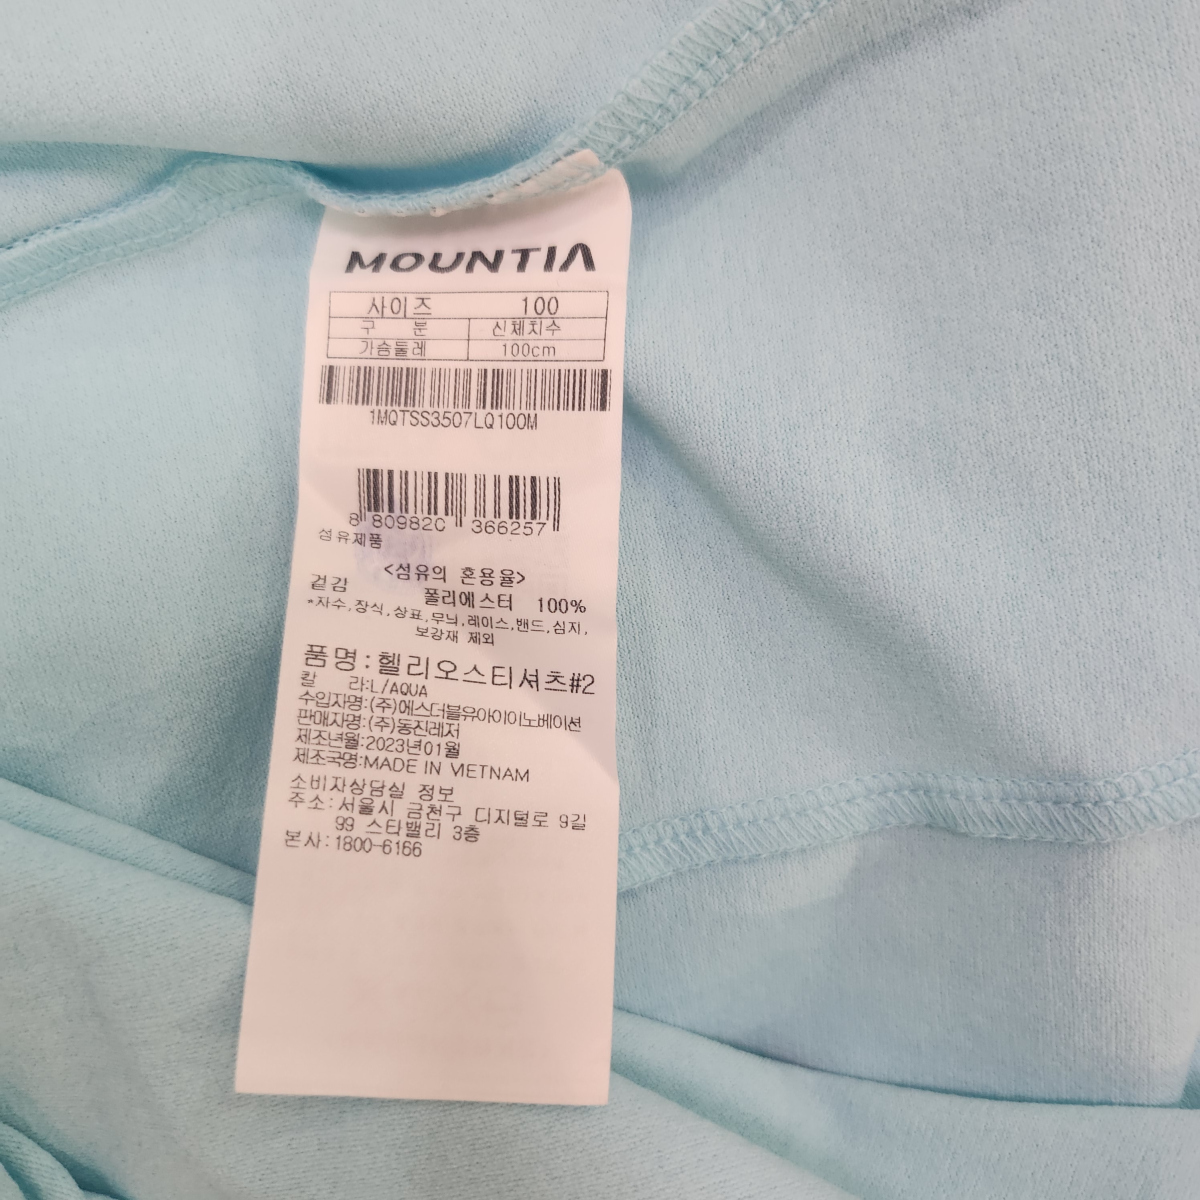 MOUNTIA
사이즈 100
구 분 신체치수
가슴둘레 100cm
1MQTSS3507LQ100M
8 809820 366257
섬유제품
<섬유의 혼용율>
겉감 폴리에스터 100%
*자수,장식,상표,무늬,레이스,밴드,심지,
보강재 제외
품명:헬리오스티셔츠#2
칼 라:L/AQUA
수입자명:(주)에스더블유아이이노베이션
판매자명:(주)동진레저
제조년월:2023년01월
제조국명:MADE IN VIETNAM
소비자상담실 정보
주소:서울시 금천구 디지털로 9길
99 스타밸리 3층
본사:1800-6166